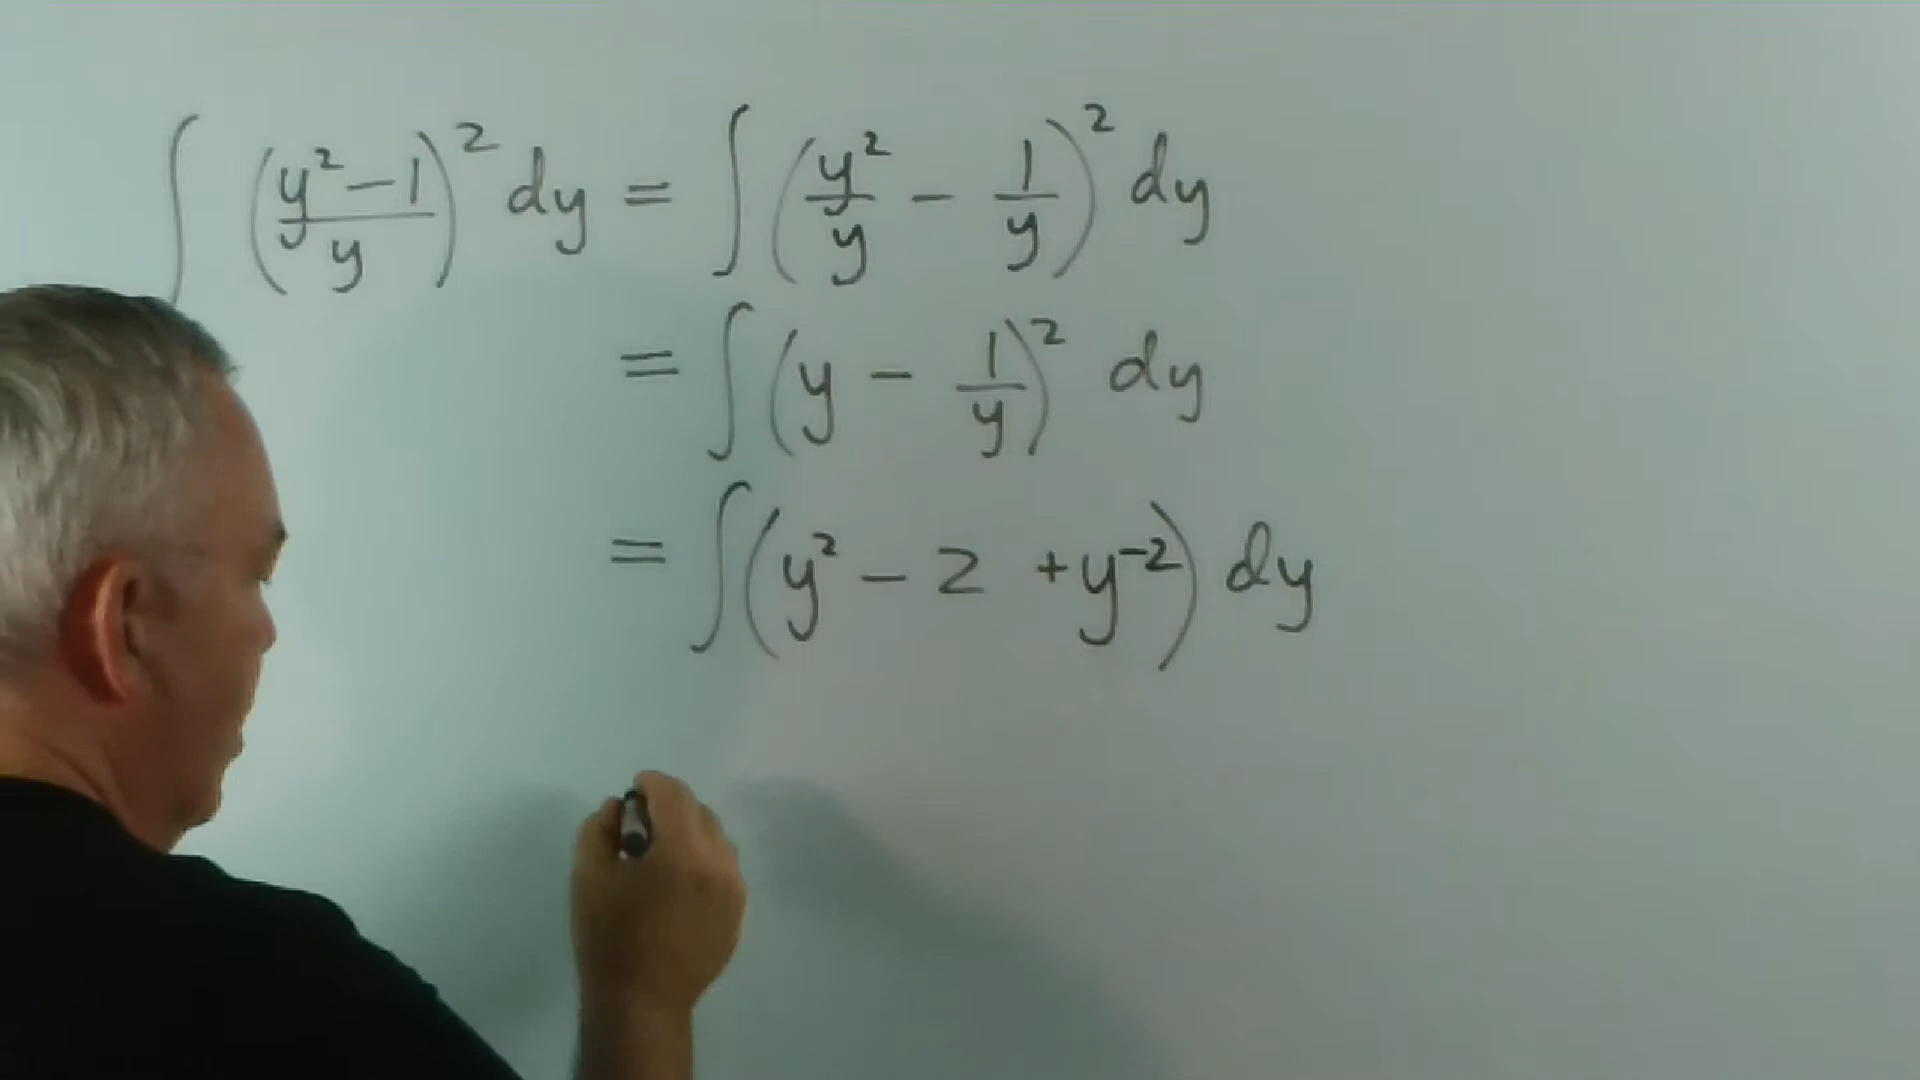 ∫ ((y² − 1)/y)² dy = ∫ (y²/y − 1/y)² dy
= ∫ (y − 1/y)² dy
= ∫ (y² − 2 + y⁻²) dy